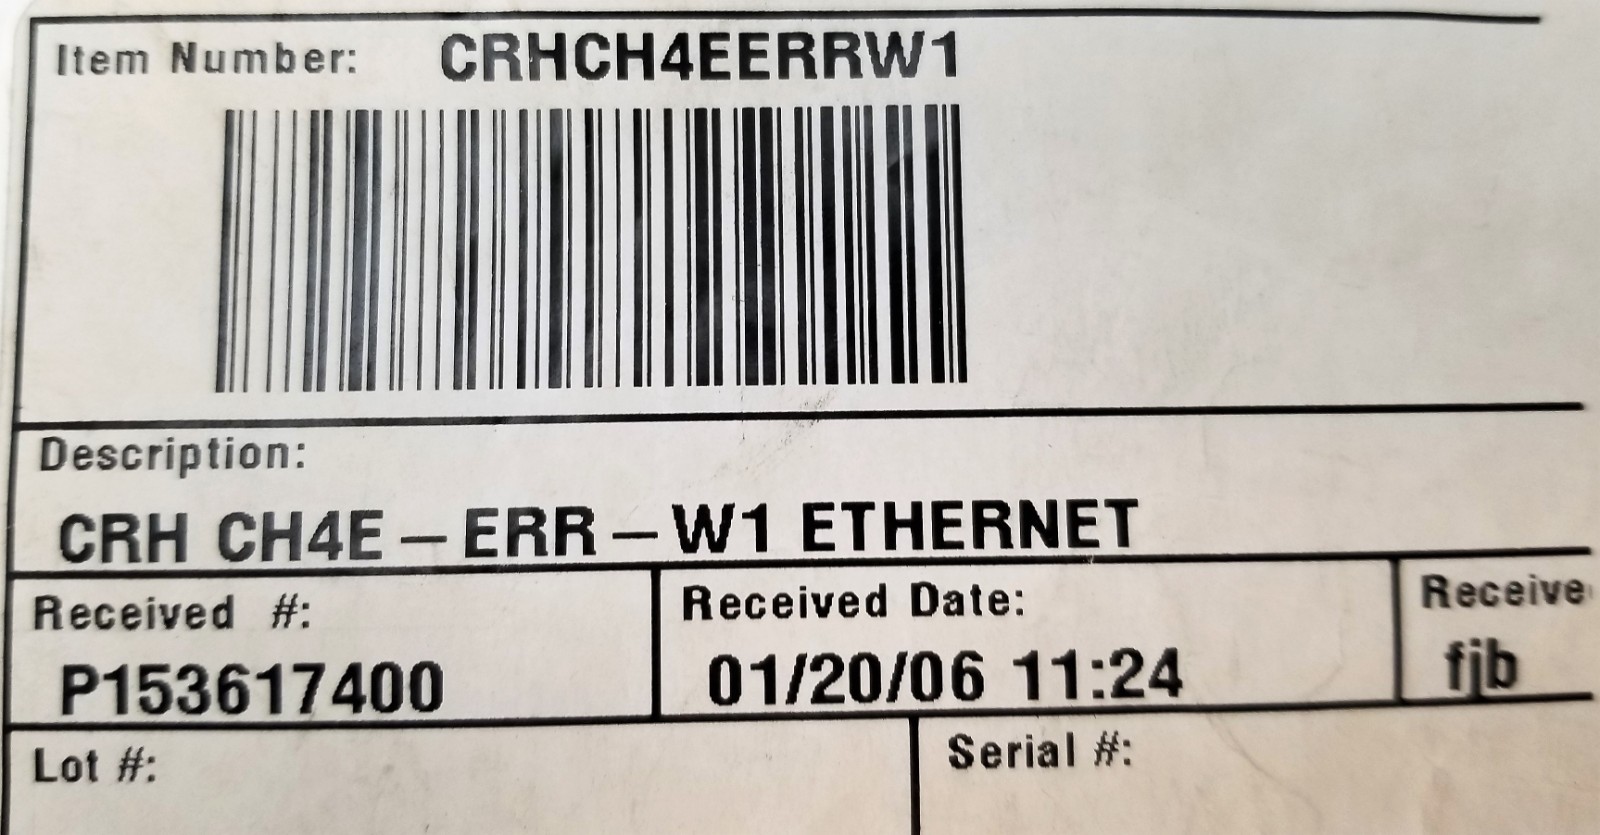 Item Number: CRHCH4EERRW1
Description:
CRH CH4E – ERR – W1 ETHERNET
Received #:
P153617400
Received Date:
01/20/06 11:24
Receive
fjb
Lot #:
Serial #: